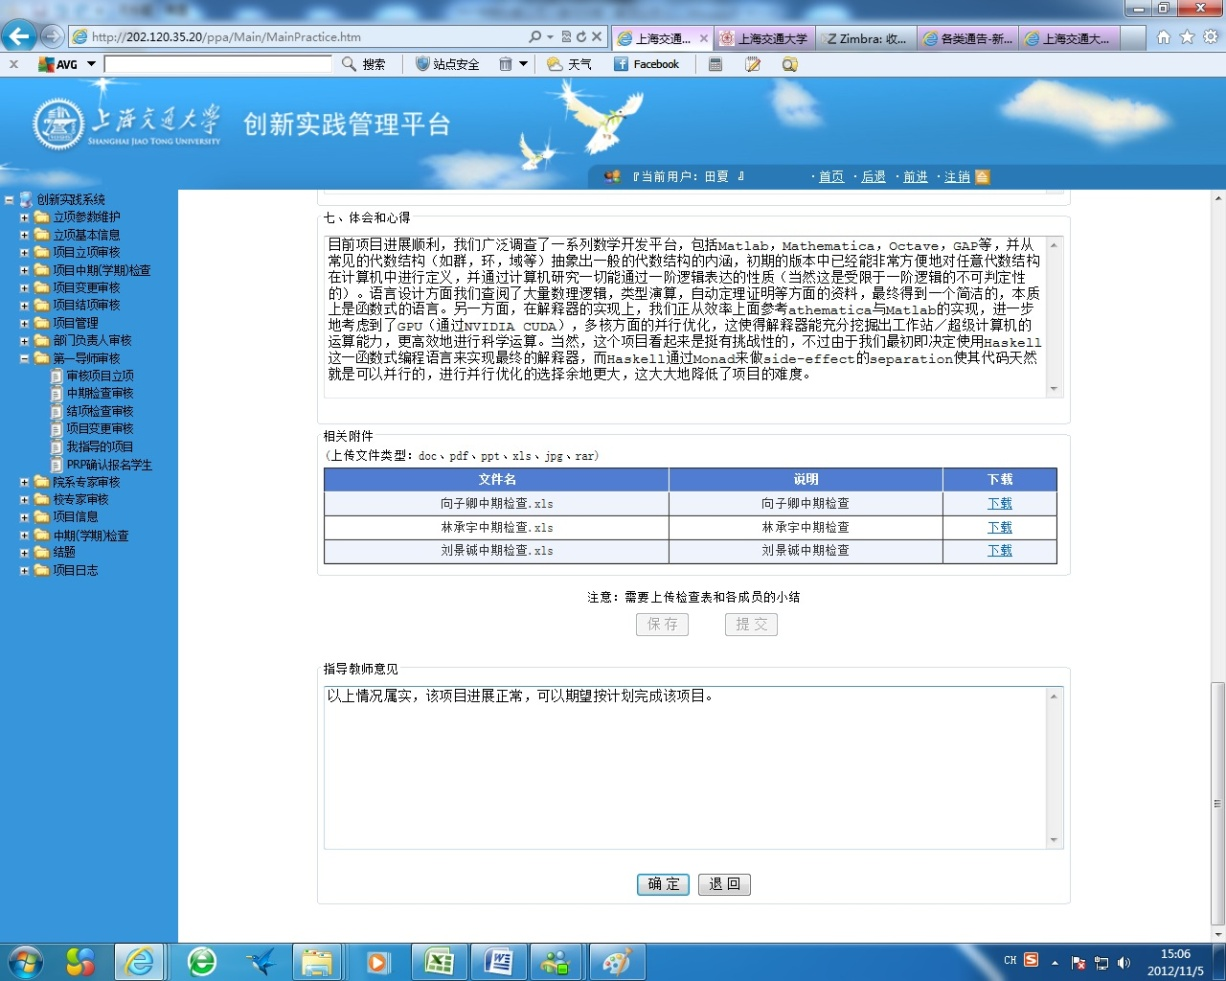 http://202.120.35.20/ppa/Main/MainPractice.htm
上海交通...
上海交通大学
Zimbra: 收...
各类通告-新...
上海交通大...
AVG
搜索
站点安全
天气
Facebook
上海交通大学
SHANGHAI JIAO TONG UNIVERSITY
创新实践管理平台
『当前用户：田夏 』
·首页 ·后退 ·前进 ·注销
创新实践系统
立项参数维护
立项基本信息
项目立项审核
项目中期(学期)检查
项目变更审核
项目结项审核
项目管理
部门负责人审核
第一导师审核
审核项目立项
中期检查审核
结项检查审核
项目变更审核
我指导的项目
PRP确认报名学生
院系专家审核
校专家审核
项目信息
中期(学期)检查
结题
项目日志
七、体会和心得
目前项目进展顺利，我们广泛调查了一系列数学开发平台，包括Matlab，Mathematica，Octave，GAP等，并从
常见的代数结构（如群，环，域等）抽象出一般的代数结构的内涵，初期的版本中已经能非常方便地对任意代数结构
在计算机中进行定义，并通过计算机研究一切能通过一阶逻辑表达的性质（当然这是受限于一阶逻辑的不可判定性
的）。语言设计方面我们查阅了大量数理逻辑，类型演算，自动定理证明等方面的资料，最终得到一个简洁的，本质
上是函数式的语言。另一方面，在解释器的实现上，我们正从效率上面参考athematica与Matlab的实现，进一步
地考虑到了GPU（通过NVIDIA CUDA），多核方面的并行优化，这使得解释器能充分挖掘出工作站／超级计算机的
运算能力，更高效地进行科学运算。当然，这个项目看起来是挺有挑战性的，不过由于我们最初即决定使用Haskell
这一函数式编程语言来实现最终的解释器，而Haskell通过Monad来做side-effect的separation使其代码天然
就是可以并行的，进行并行优化的选择余地更大，这大大地降低了项目的难度。
相关附件
(上传文件类型：doc、pdf、ppt、xls、jpg、rar)
文件名 说明 下载
向子卿中期检查.xls 向子卿中期检查 下载
林承宇中期检查.xls 林承宇中期检查 下载
刘景铖中期检查.xls 刘景铖中期检查 下载
注意：需要上传检查表和各成员的小结
保存 提交
指导教师意见
以上情况属实，该项目进展正常，可以期望按计划完成该项目。
确定 退回
CH
15:06
2012/11/5